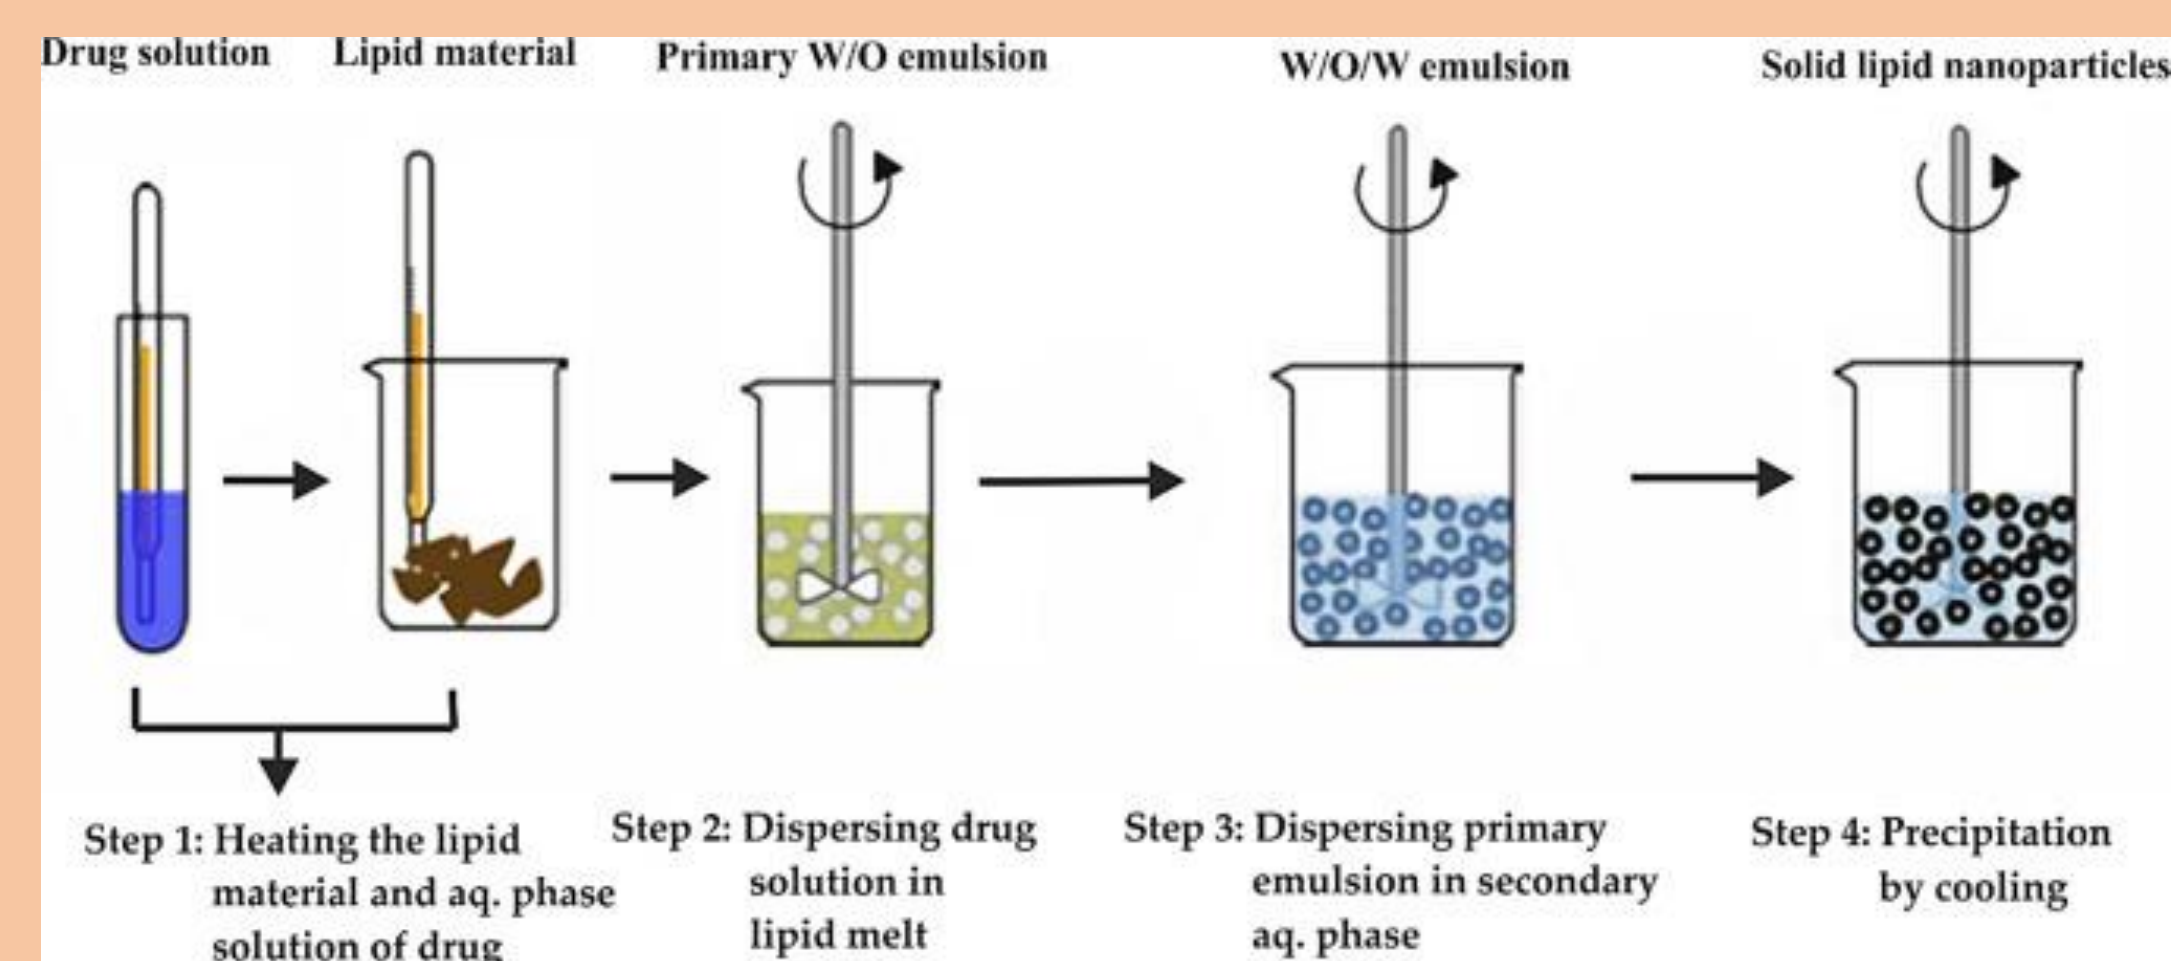 Drug solution
Lipid material
Primary W/O emulsion
W/O/W emulsion
Solid lipid nanoparticles
Step 1: Heating the lipid
material and aq. phase
solution of drug
Step 2: Dispersing drug
solution in
lipid melt
Step 3: Dispersing primary
emulsion in secondary
aq. phase
Step 4: Precipitation
by cooling